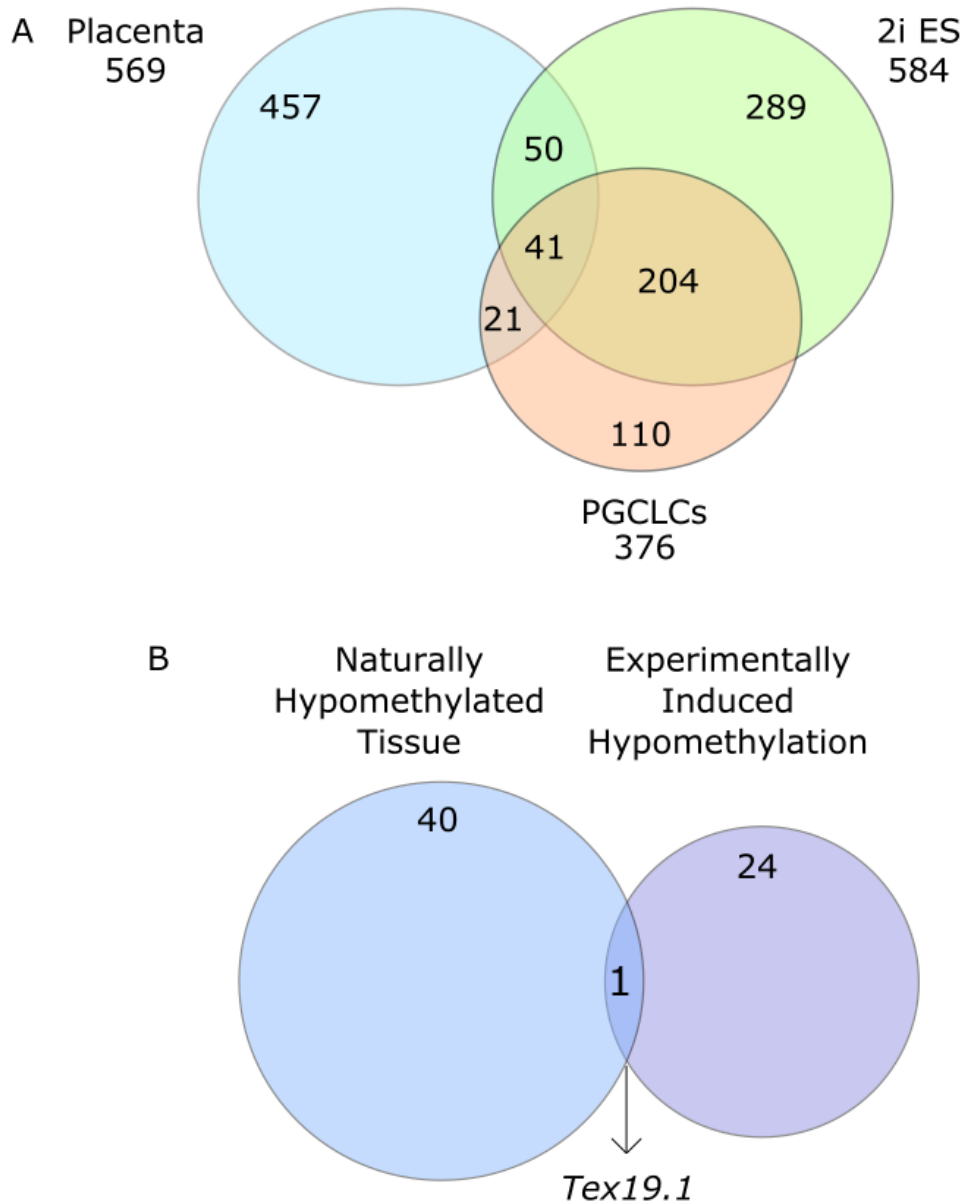 A
Placenta
569
2i ES
584
457
289
50
41
204
21
110
PGCLCs
376
B
Naturally
Hypomethylated
Tissue
Experimentally
Induced
Hypomethylation
40
24
1
Tex19.1